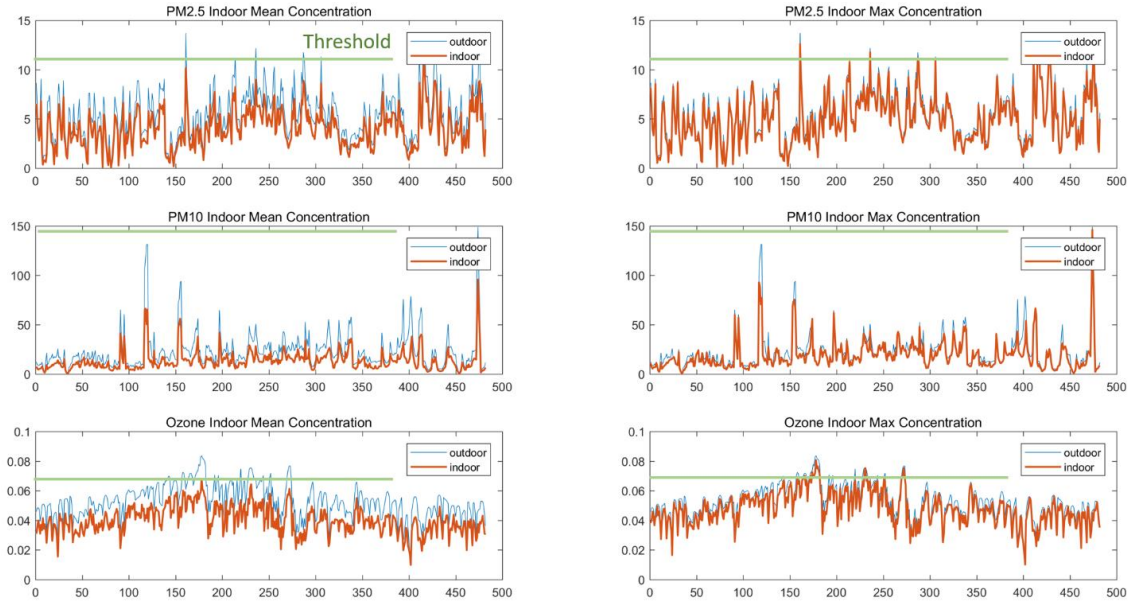 PM2.5 Indoor Mean Concentration
15
10
5
0
0 50 100 150 200 250 300 350 400 450 500
Threshold
outdoor
indoor
PM2.5 Indoor Max Concentration
15
10
5
0
0 50 100 150 200 250 300 350 400 450 500
outdoor
indoor
PM10 Indoor Mean Concentration
150
100
50
0
0 50 100 150 200 250 300 350 400 450 500
outdoor
indoor
PM10 Indoor Max Concentration
150
100
50
0
0 50 100 150 200 250 300 350 400 450 500
outdoor
indoor
Ozone Indoor Mean Concentration
0.1
0.08
0.06
0.04
0.02
0
0 50 100 150 200 250 300 350 400 450 500
outdoor
indoor
Ozone Indoor Max Concentration
0.1
0.08
0.06
0.04
0.02
0
0 50 100 150 200 250 300 350 400 450 500
outdoor
indoor